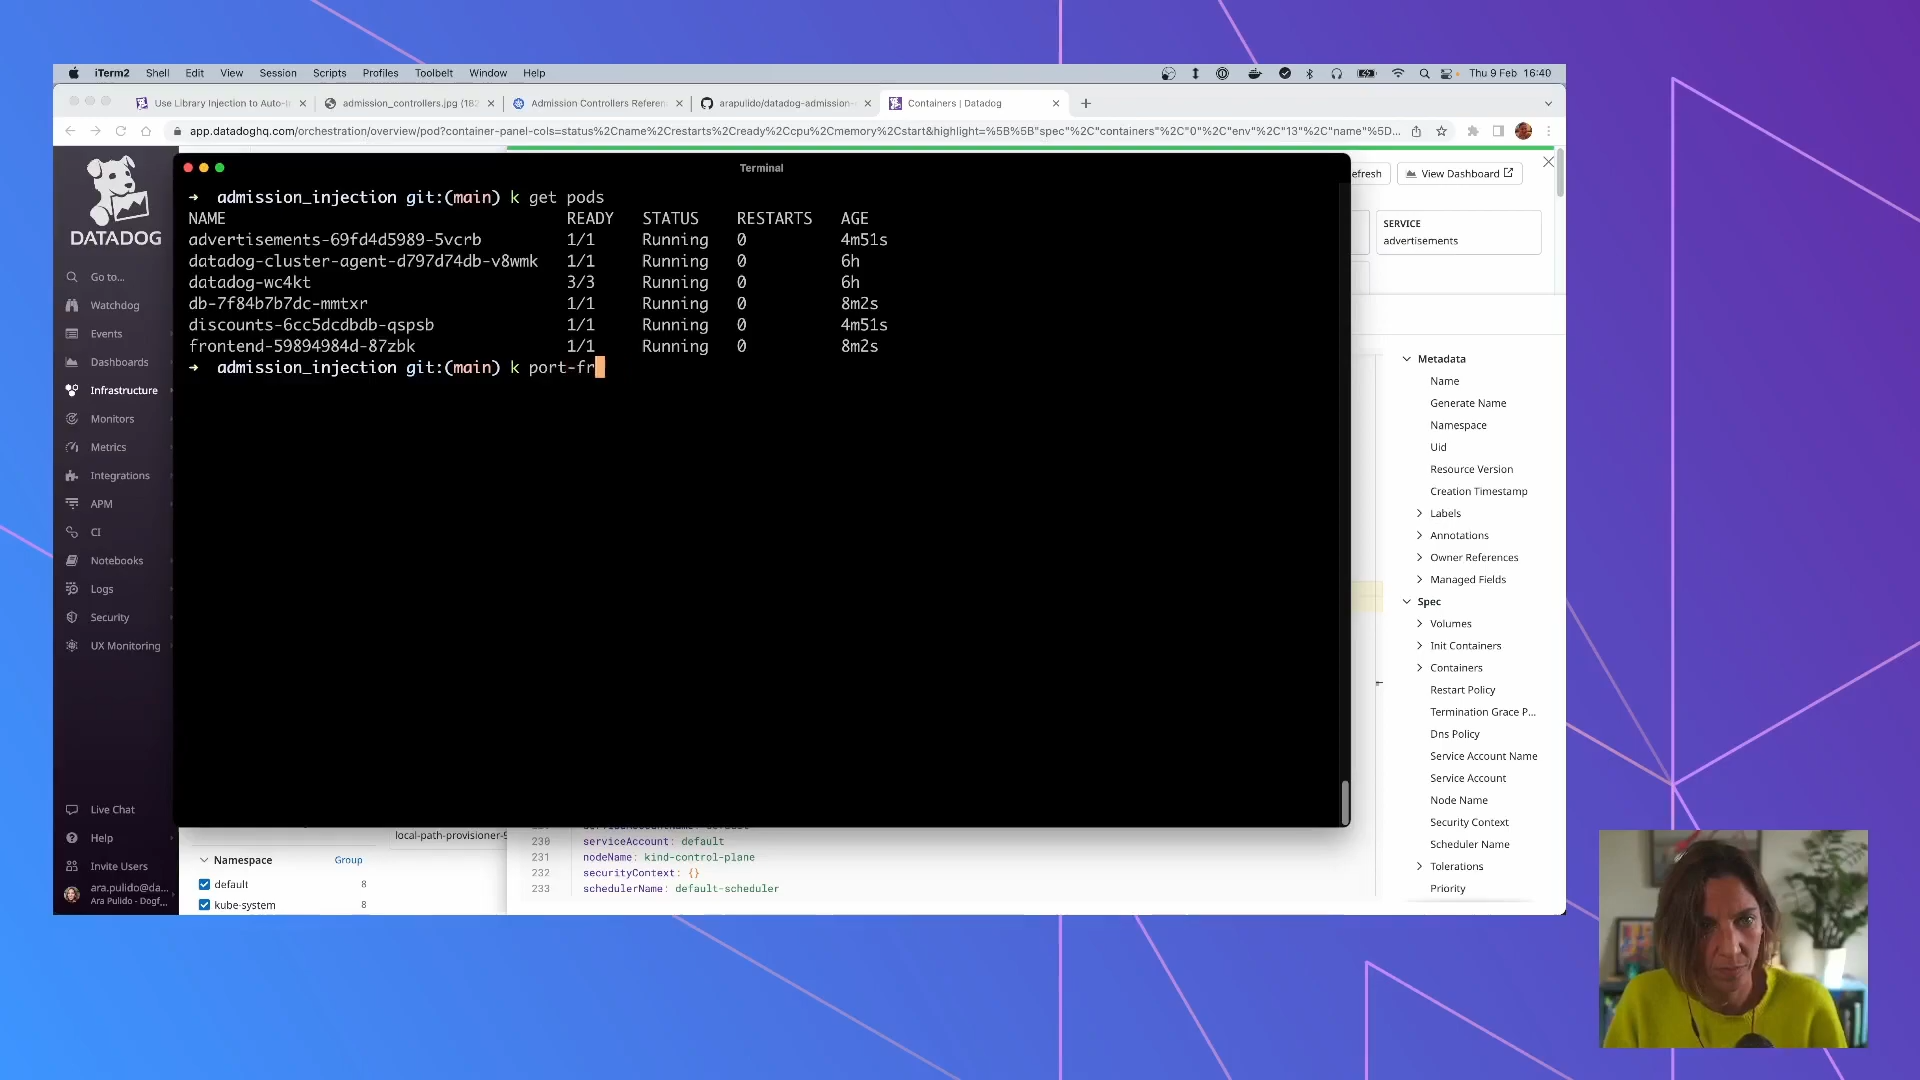 iTerm2 Shell Edit View Session Scripts Profiles Toolbelt Window Help Thu 9 Feb 16:40
Use Library Injection to Auto-I
admission_controllers.jpg (182
Admission Controllers Referen
arapulido/datadog-admission-
Containers | Datadog
app.datadoghq.com/orchestration/overview/pod?container-panel-cols=status%2Cname%2Crestarts%2Cready%2Ccpu%2Cmemory%2Cstart&highlight=%5B%5B"spec"%2C"containers"%2C"0"%2C"env"%2C"13"%2C"name"%5D...
DATADOG
Go to...
Watchdog
Events
Dashboards
Infrastructure
Monitors
Metrics
Integrations
APM
CI
Notebooks
Logs
Security
UX Monitoring
Live Chat
Help
Invite Users
ara.pulido@da...
Ara Pulido - Dogf...
Terminal
➜ admission_injection git:(main) k get pods
NAME READY STATUS RESTARTS AGE
advertisements-69fd4d5989-5vcrb 1/1 Running 0 4m51s
datadog-cluster-agent-d797d74db-v8wmk 1/1 Running 0 6h
datadog-wc4kt 3/3 Running 0 6h
db-7f84b7b7dc-mmtxr 1/1 Running 0 8m2s
discounts-6cc5dcdbdb-qspsb 1/1 Running 0 4m51s
frontend-59894984d-87zbk 1/1 Running 0 8m2s
➜ admission_injection git:(main) k port-fr
efresh
View Dashboard
SERVICE
advertisements
Metadata
Name
Generate Name
Namespace
Uid
Resource Version
Creation Timestamp
Labels
Annotations
Owner References
Managed Fields
Spec
Volumes
Init Containers
Containers
Restart Policy
Termination Grace P...
Dns Policy
Service Account Name
Service Account
Node Name
Security Context
Scheduler Name
Tolerations
Priority
local-path-provisioner-5
Namespace Group
default 8
kube-system 8
230 serviceAccount: default
231 nodeName: kind-control-plane
232 securityContext: {}
233 schedulerName: default-scheduler